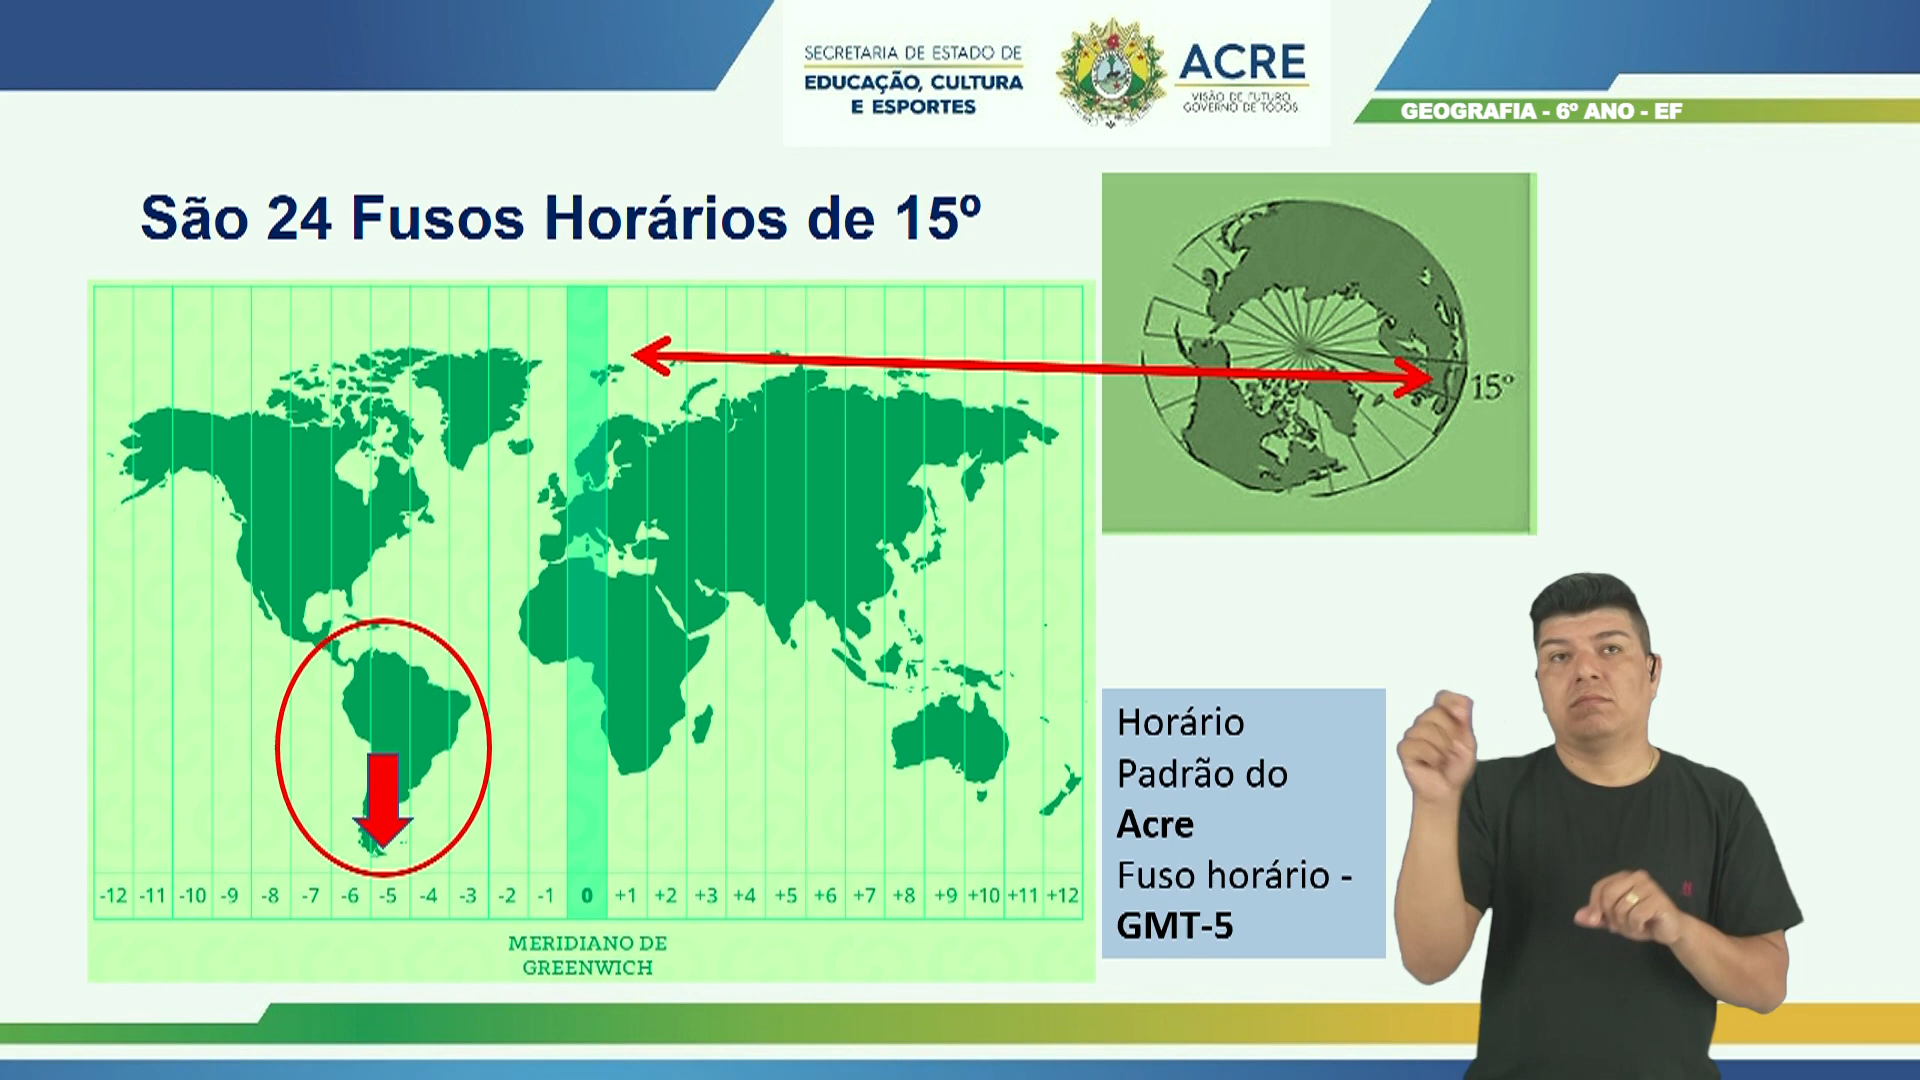 SECRETARIA DE ESTADO DE
EDUCAÇÃO, CULTURA
E ESPORTES
ACRE
VISÃO DE FUTURO,
GOVERNO DE TODOS
GEOGRAFIA - 6º ANO - EF
São 24 Fusos Horários de 15º
15º
-12 -11 -10 -9 -8 -7 -6 -5 -4 -3 -2 -1 0 +1 +2 +3 +4 +5 +6 +7 +8 +9 +10 +11 +12
MERIDIANO DE
GREENWICH
Horário
Padrão do
Acre
Fuso horário -
GMT-5